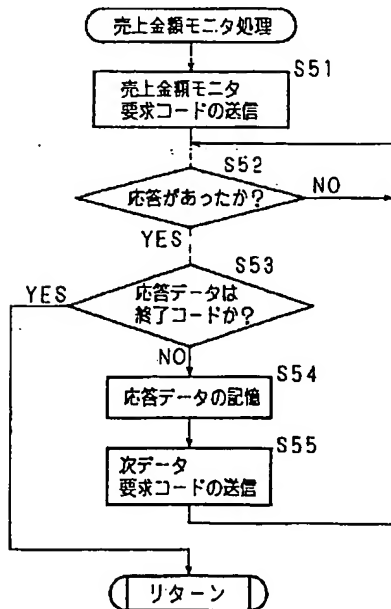 売上金額モニタ処理
S51
売上金額モニタ
要求コードの送信
S52
応答があったか?
NO
YES
S53
YES
応答データは
終了コードか?
NO
S54
応答データの記憶
S55
次データ
要求コードの送信
リターン